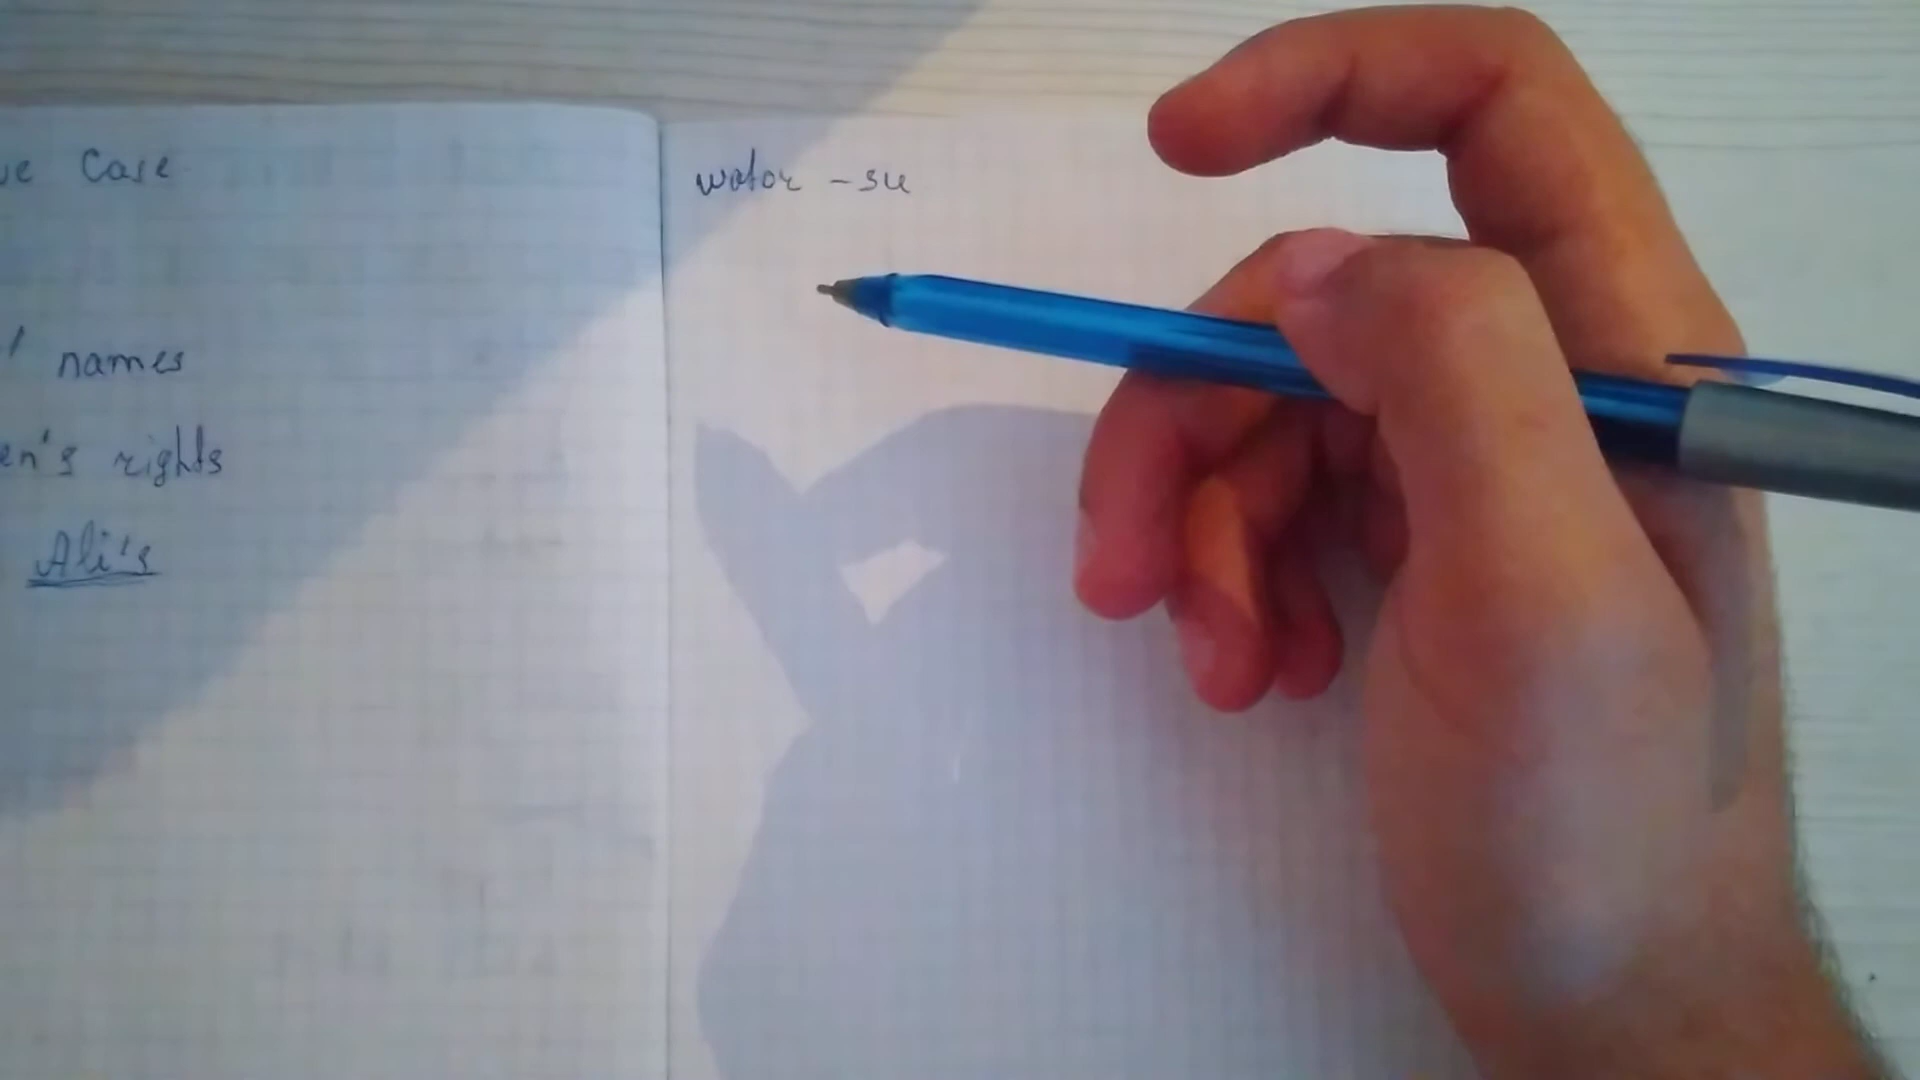 Case
' names
en's rights
Ali's
water - su